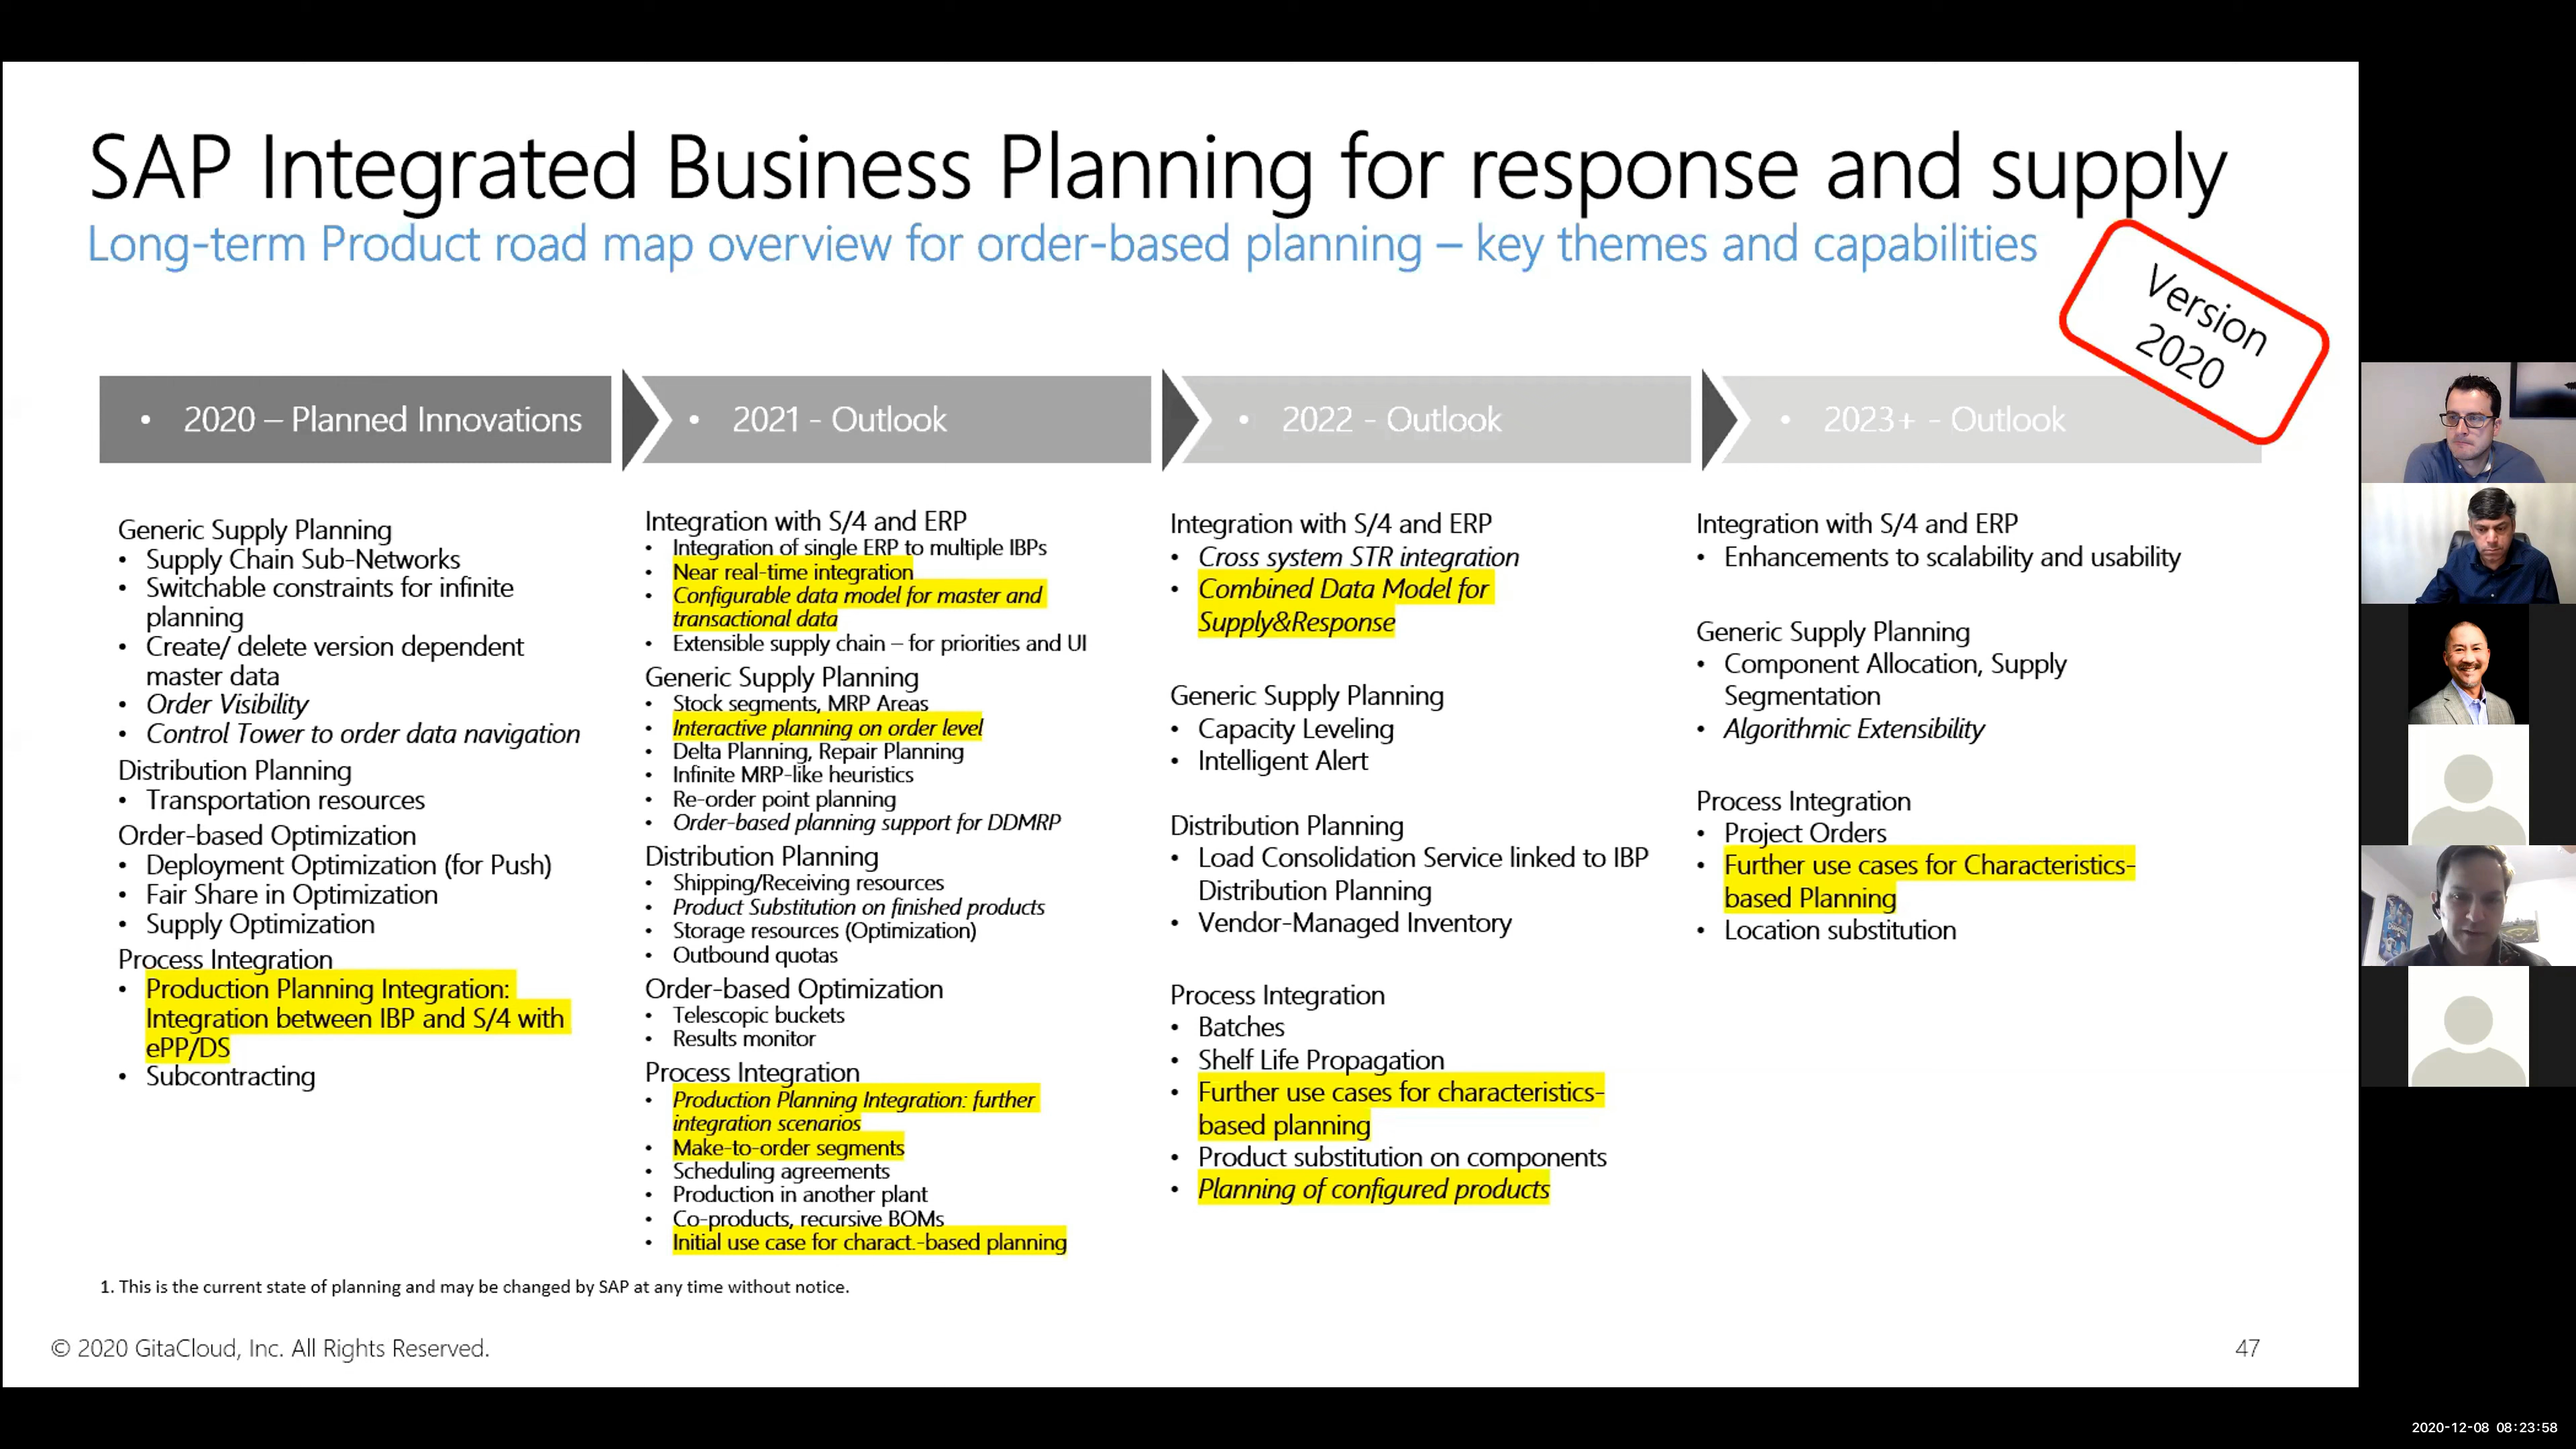 SAP Integrated Business Planning for response and supply
Long-term Product road map overview for order-based planning – key themes and capabilities
Version
2020
• 2020 – Planned Innovations
• 2021 - Outlook
• 2022 - Outlook
• 2023+ - Outlook
Generic Supply Planning
• Supply Chain Sub-Networks
• Switchable constraints for infinite
planning
• Create/ delete version dependent
master data
• Order Visibility
• Control Tower to order data navigation
Distribution Planning
• Transportation resources
Order-based Optimization
• Deployment Optimization (for Push)
• Fair Share in Optimization
• Supply Optimization
Process Integration
• Production Planning Integration:
Integration between IBP and S/4 with
ePP/DS
• Subcontracting
Integration with S/4 and ERP
• Integration of single ERP to multiple IBPs
• Near real-time integration
• Configurable data model for master and
transactional data
• Extensible supply chain – for priorities and UI
Generic Supply Planning
• Stock segments, MRP Areas
• Interactive planning on order level
• Delta Planning, Repair Planning
• Infinite MRP-like heuristics
• Re-order point planning
• Order-based planning support for DDMRP
Distribution Planning
• Shipping/Receiving resources
• Product Substitution on finished products
• Storage resources (Optimization)
• Outbound quotas
Order-based Optimization
• Telescopic buckets
• Results monitor
Process Integration
• Production Planning Integration: further
integration scenarios
• Make-to-order segments
• Scheduling agreements
• Production in another plant
• Co-products, recursive BOMs
• Initial use case for charact.-based planning
Integration with S/4 and ERP
• Cross system STR integration
• Combined Data Model for
Supply&Response
Generic Supply Planning
• Capacity Leveling
• Intelligent Alert
Distribution Planning
• Load Consolidation Service linked to IBP
Distribution Planning
• Vendor-Managed Inventory
Process Integration
• Batches
• Shelf Life Propagation
• Further use cases for characteristics-
based planning
• Product substitution on components
• Planning of configured products
Integration with S/4 and ERP
• Enhancements to scalability and usability
Generic Supply Planning
• Component Allocation, Supply
Segmentation
• Algorithmic Extensibility
Process Integration
• Project Orders
• Further use cases for Characteristics-
based Planning
• Location substitution
1. This is the current state of planning and may be changed by SAP at any time without notice.
© 2020 GitaCloud, Inc. All Rights Reserved.
47
2020-12-08 08:23:58